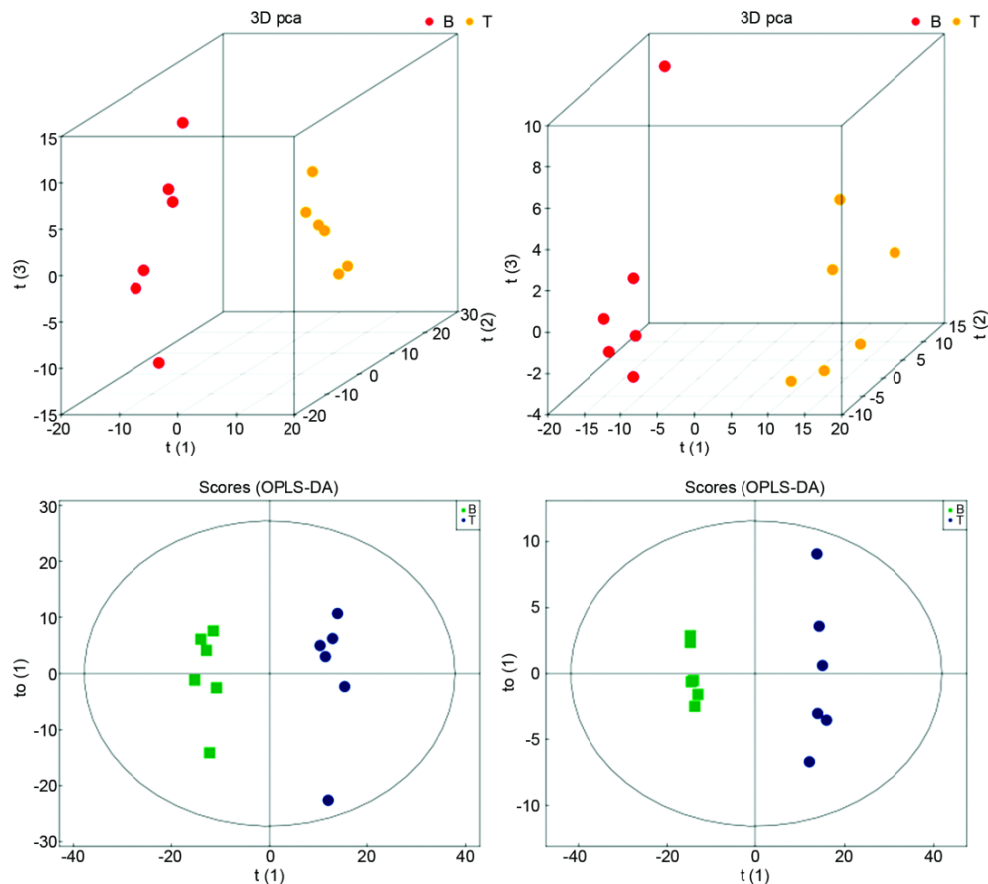 3D pca
B T
15
10
5
0
-5
-10
-15
t (3)
-20 -10 0 10 20
t (1)
-20 -10 0 10 20 30
t (2)
3D pca
B T
10
8
6
4
2
0
-2
-4
t (3)
-20 -15 -10 -5 0 5 10 15 20
t (1)
-10 -5 0 5 10 15
t (2)
Scores (OPLS-DA)
B
T
30
20
10
0
-10
-20
-30
to (1)
-40 -20 0 20 40
t (1)
Scores (OPLS-DA)
B
T
10
5
0
-5
-10
to (1)
-40 -20 0 20 40
t (1)